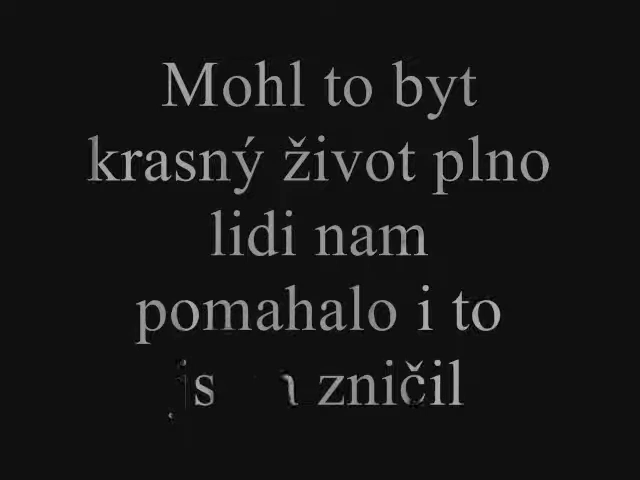 Mohl to byt
krasný život plno
lidi nam
pomahalo i to
zničil